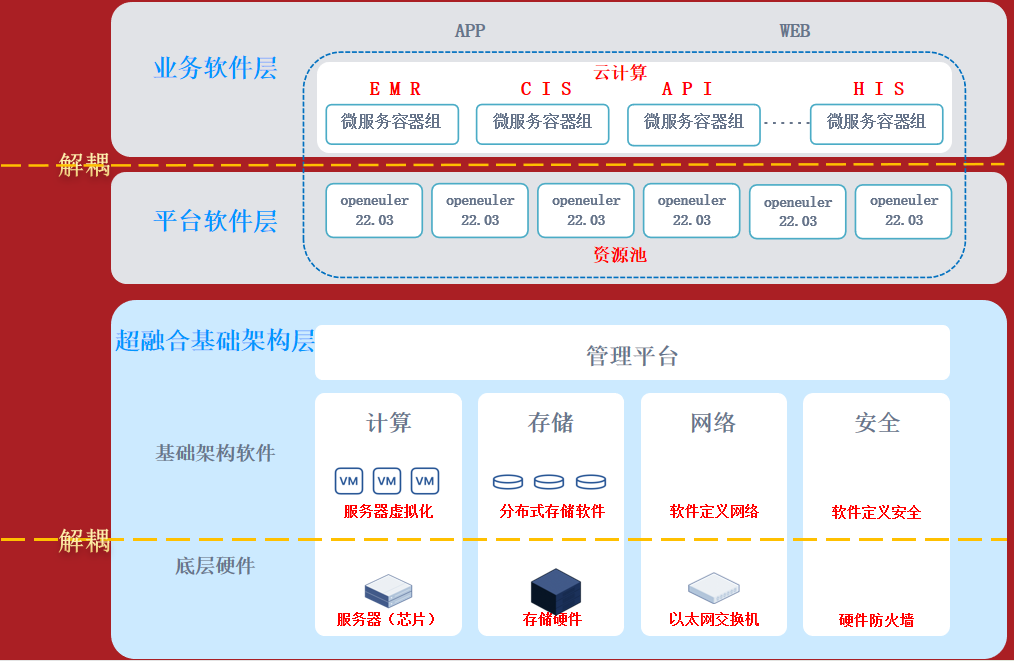 APP
WEB
业务软件层
云计算
EMR
CIS
API
HIS
微服务容器组
微服务容器组
微服务容器组
微服务容器组
解耦
平台软件层
openeuler
22.03
openeuler
22.03
openeuler
22.03
openeuler
22.03
openeuler
22.03
openeuler
22.03
资源池
超融合基础架构层
管理平台
计算
存储
网络
安全
基础架构软件
VM
VM
VM
服务器虚拟化
分布式存储软件
软件定义网络
软件定义安全
解耦
底层硬件
服务器（芯片）
存储硬件
以太网交换机
硬件防火墙